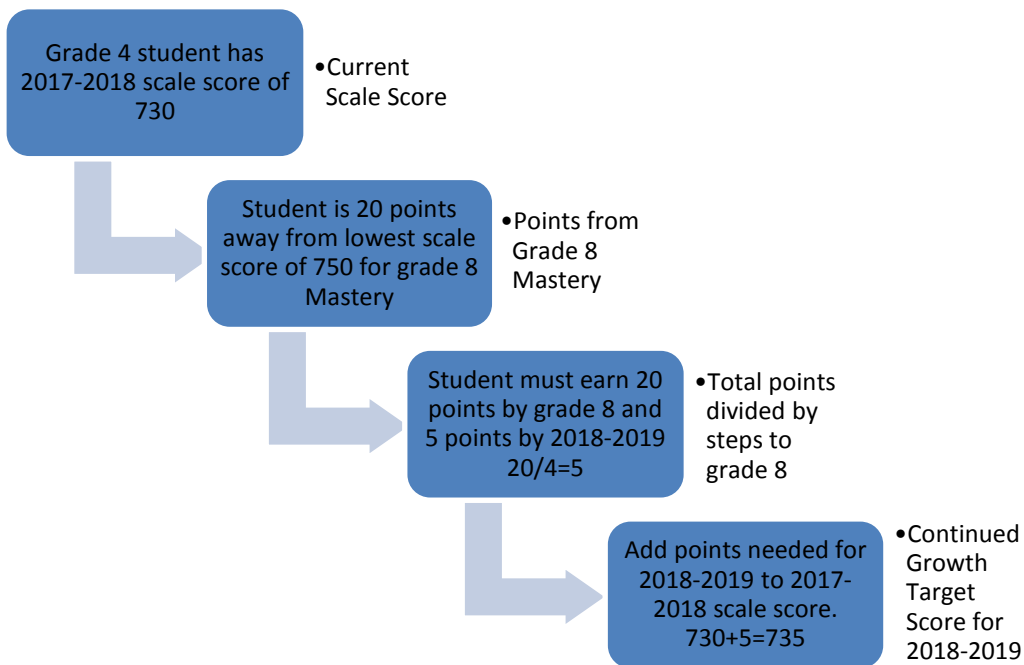 Grade 4 student has
2017-2018 scale score of
730
•Current
Scale Score
Student is 20 points
away from lowest scale
score of 750 for grade 8
Mastery
•Points from
Grade 8
Mastery
Student must earn 20
points by grade 8 and
5 points by 2018-2019
20/4=5
•Total points
divided by
steps to
grade 8
Add points needed for
2018-2019 to 2017-
2018 scale score.
730+5=735
•Continued
Growth
Target
Score for
2018-2019